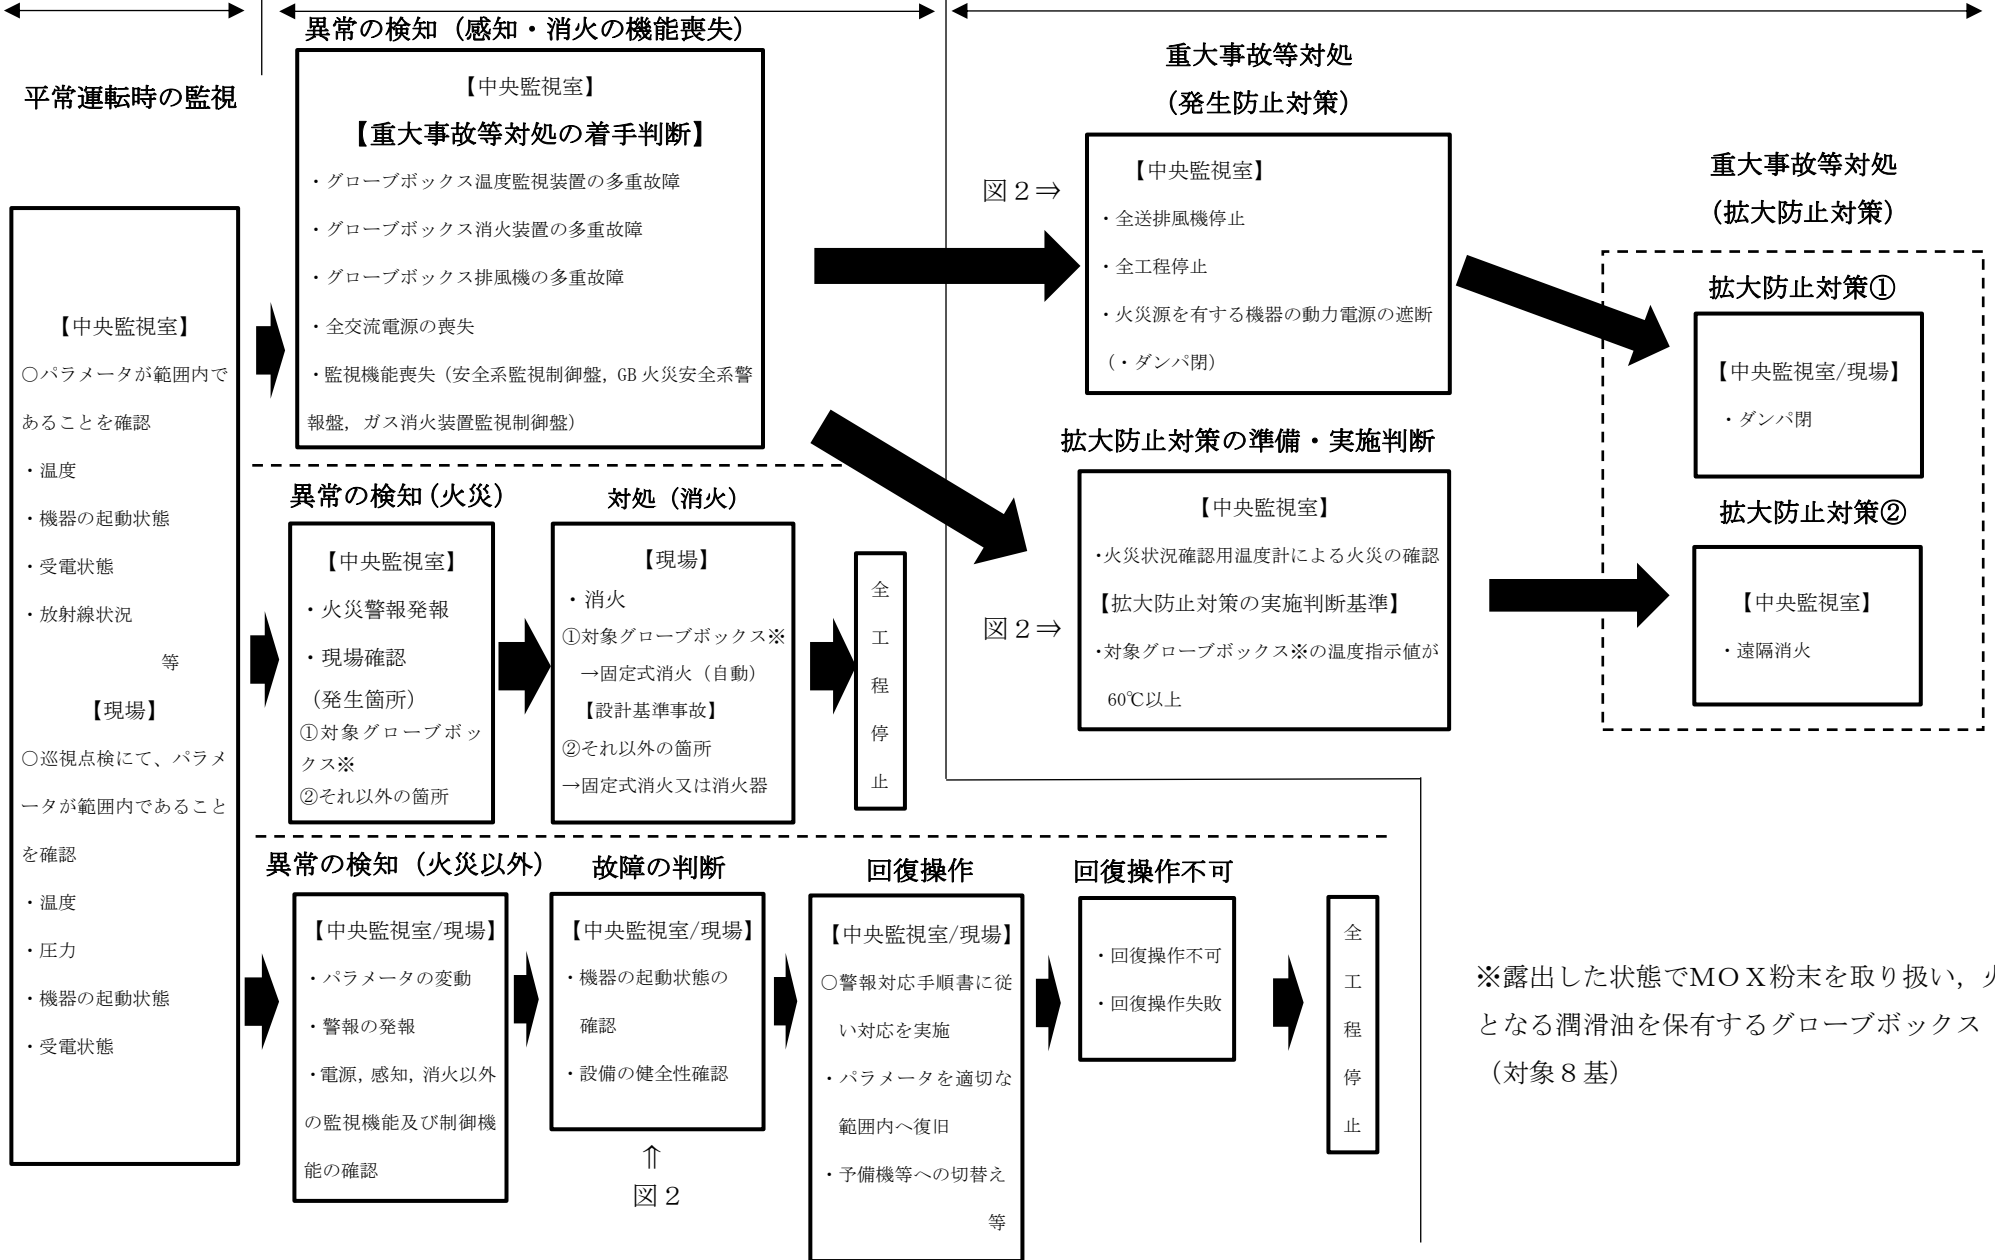 平常運転時の監視
【中央監視室】
○パラメータが範囲内で
あることを確認
・温度
・機器の起動状態
・受電状態
・放射線状況
等
【現場】
○巡視点検にて、パラメ
ータが範囲内であること
を確認
・温度
・圧力
・機器の起動状態
・受電状態
異常の検知（感知・消火の機能喪失）
【中央監視室】
【重大事故等対処の着手判断】
・グローブボックス温度監視装置の多重故障
・グローブボックス消火装置の多重故障
・グローブボックス排風機の多重故障
・全交流電源の喪失
・監視機能喪失（安全系監視制御盤, GB 火災安全系警
報盤, ガス消火装置監視制御盤）
重大事故等対処
（発生防止対策）
図２⇒
【中央監視室】
・全送排風機停止
・全工程停止
・火災源を有する機器の動力電源の遮断
（・ダンパ閉）
重大事故等対処
（拡大防止対策）
拡大防止対策①
【中央監視室/現場】
・ダンパ閉
拡大防止対策の準備・実施判断
図２⇒
【中央監視室】
・火災状況確認用温度計による火災の確認
【拡大防止対策の実施判断基準】
・対象グローブボックス※の温度指示値が
60℃以上
拡大防止対策②
【中央監視室】
・遠隔消火
異常の検知（火災）
【中央監視室】
・火災警報発報
・現場確認
（発生箇所）
①対象グローブボッ
クス※
②それ以外の箇所
対処（消火）
【現場】
・消火
①対象グローブボックス※
→固定式消火（自動）
【設計基準事故】
②それ以外の箇所
→固定式消火又は消火器
全
工
程
停
止
異常の検知（火災以外）
【中央監視室/現場】
・パラメータの変動
・警報の発報
・電源, 感知, 消火以外
の監視機能及び制御機
能の確認
故障の判断
【中央監視室/現場】
・機器の起動状態の
確認
・設備の健全性確認
⇑
図２
回復操作
【中央監視室/現場】
○警報対応手順書に従
い対応を実施
・パラメータを適切な
範囲内へ復旧
・予備機等への切替え
等
回復操作不可
・回復操作不可
・回復操作失敗
全
工
程
停
止
※露出した状態でＭＯＸ粉末を取り扱い, 火
となる潤滑油を保有するグローブボックス
（対象８基）